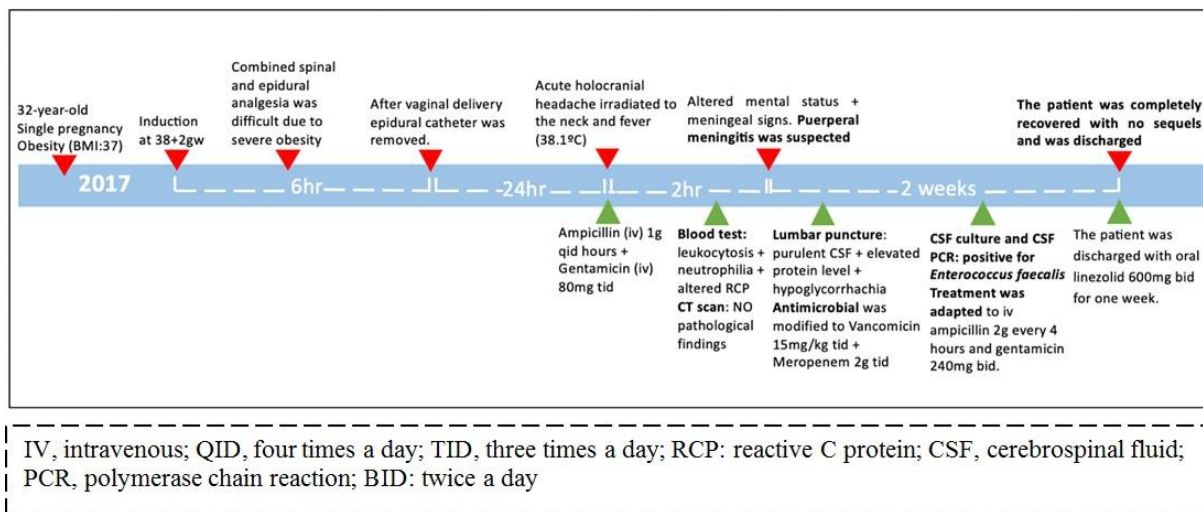 32-year-old
Single pregnancy
Obesity (BMI:37)
Induction
at 38+2gw
Combined spinal
and epidural
analgesia was
difficult due to
severe obesity
After vaginal delivery
epidural catheter was
removed.
Acute holocranial
headache irradiated to
the neck and fever
(38.1ºC)
Altered mental status +
meningeal signs. Puerperal
meningitis was suspected
The patient was completely
recovered with no sequels
and was discharged
2017
6hr
24hr
2hr
2 weeks
Ampicillin (iv) 1g
qid hours +
Gentamicin (iv)
80mg tid
Blood test:
leukocytosis +
neutrophilia +
altered RCP
CT scan: NO
pathological
findings
Lumbar puncture:
purulent CSF + elevated
protein level +
hypoglycorrhachia
Antimicrobial was
modified to Vancomicin
15mg/kg tid +
Meropenem 2g tid
CSF culture and CSF
PCR: positive for
Enterococcus faecalis
Treatment was
adapted to iv
ampicillin 2g every 4
hours and gentamicin
240mg bid.
The patient was
discharged with oral
linezolid 600mg bid
for one week.
IV, intravenous; QID, four times a day; TID, three times a day; RCP: reactive C protein; CSF, cerebrospinal fluid;
PCR, polymerase chain reaction; BID: twice a day